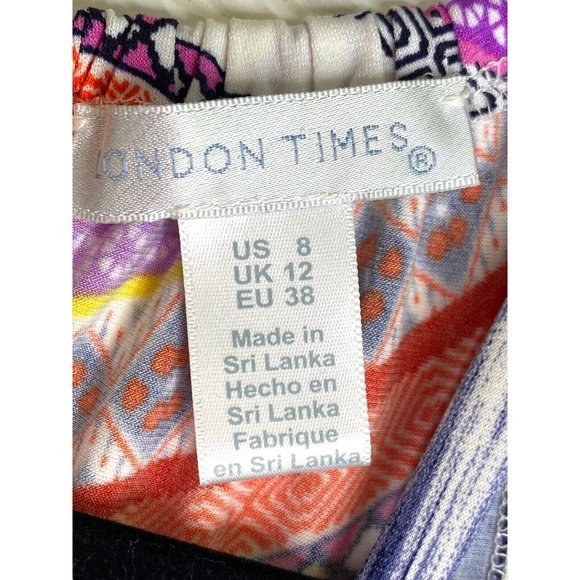 LONDON TIMES®
US 8
UK 12
EU 38
Made in
Sri Lanka
Hecho en
Sri Lanka
Fabrique
en Sri Lanka